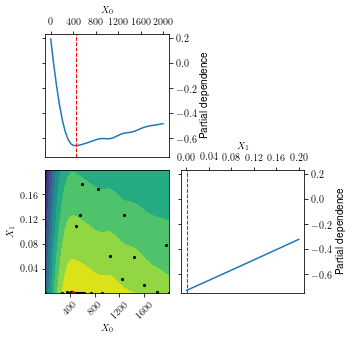 X₀
0 400 800 1200 1600 2000
0.2
0.0
−0.2
−0.4
−0.6
Partial dependence
X₁
0.00 0.04 0.08 0.12 0.16 0.20
0.16
0.12
0.08
0.04
X₁
400 800 1200 1600
X₀
0.2
0.0
−0.2
−0.4
−0.6
Partial dependence